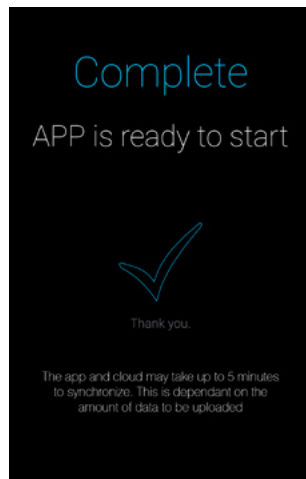 Complete
APP is ready to start
Thank you.
The app and cloud may take up to 5 minutes
to synchronize. This is dependant on the
amount of data to be uploaded